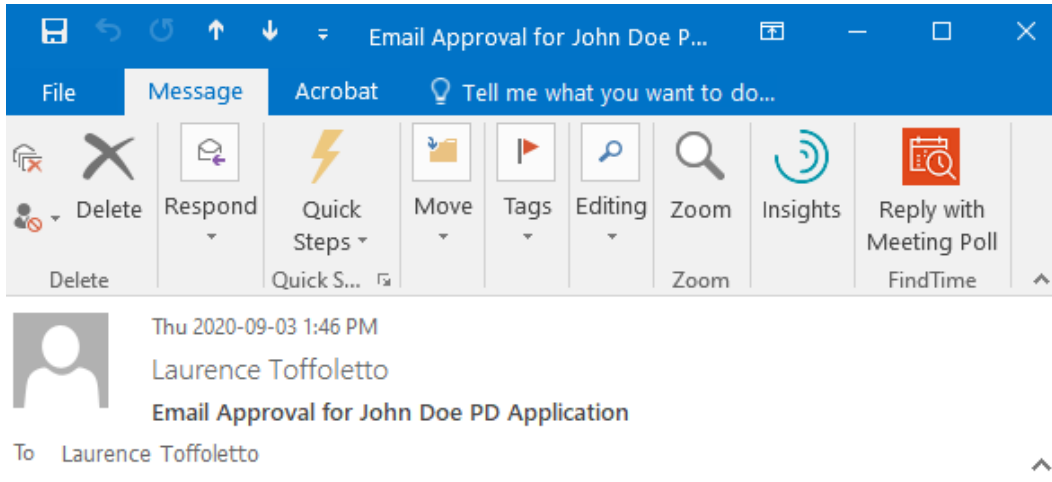 Email Approval for John Doe P...
File Message Acrobat Tell me what you want to do...
Delete Respond Quick Steps Move Tags Editing Zoom Insights Reply with Meeting Poll
Delete Quick S... Zoom FindTime
Thu 2020-09-03 1:46 PM
Laurence Toffoletto
Email Approval for John Doe PD Application
To Laurence Toffoletto